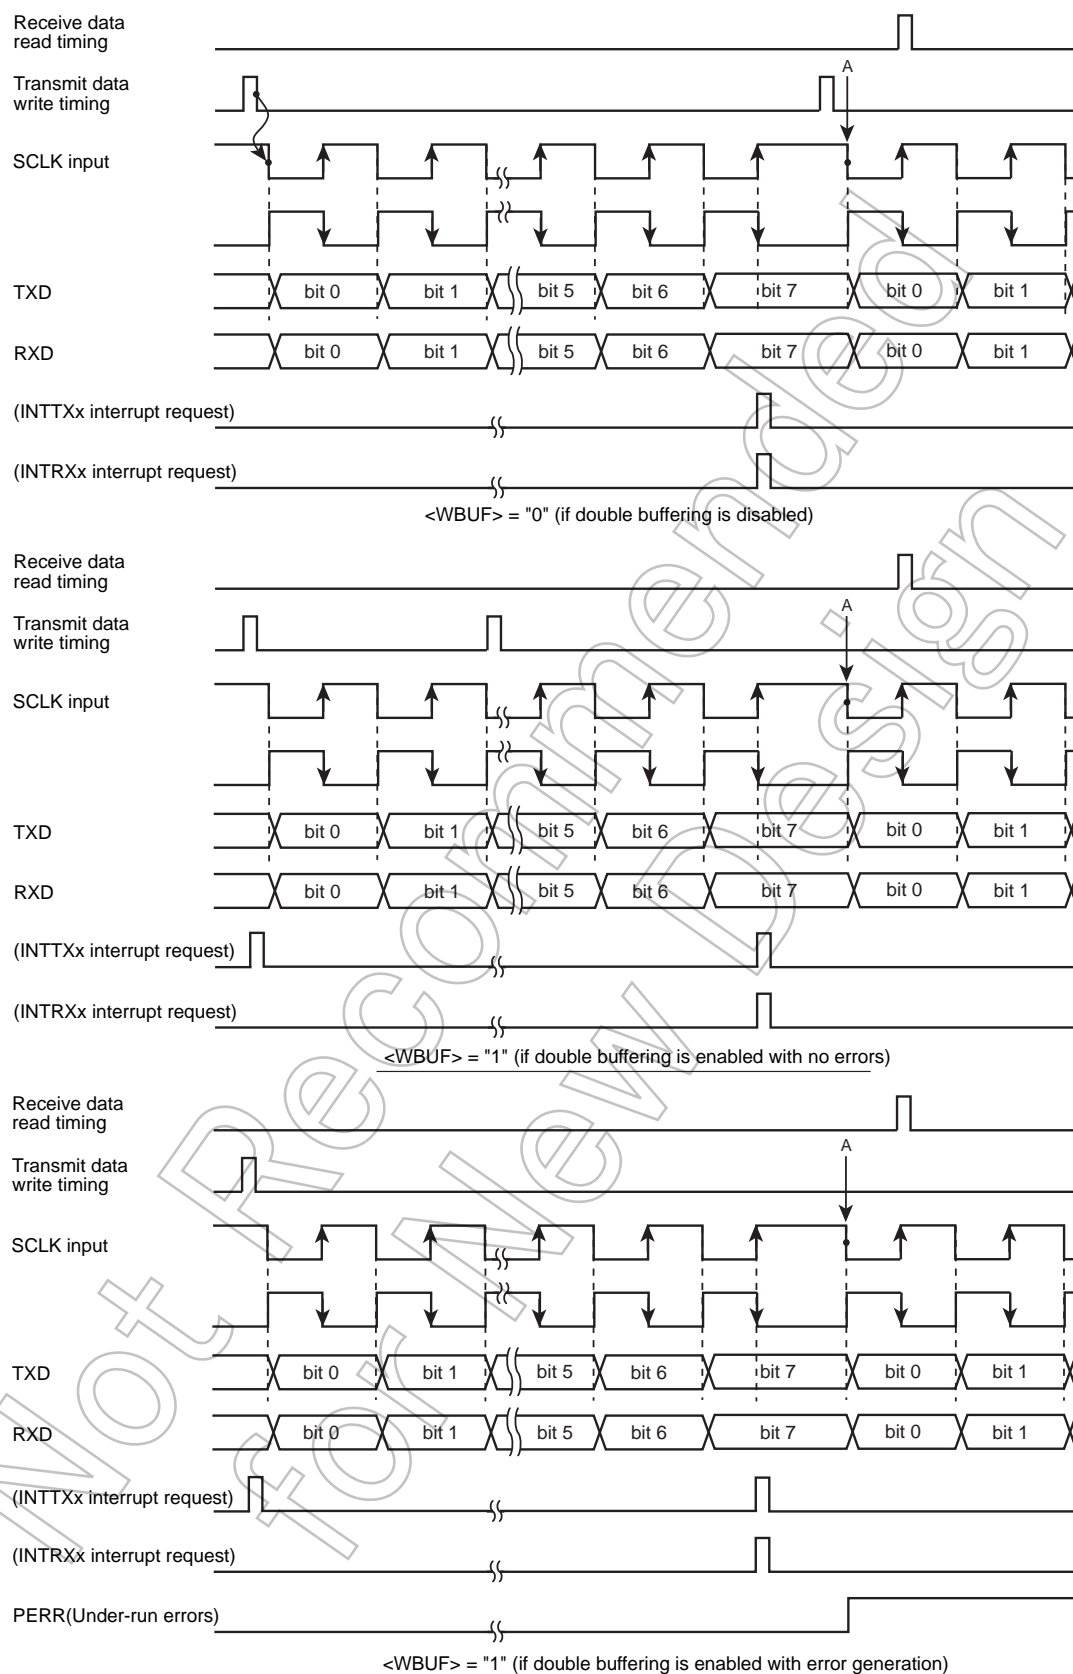 Receive data
read timing
Transmit data
write timing
A
SCLK input
TXD bit 0 bit 1 bit 5 bit 6 bit 7 bit 0 bit 1
RXD bit 0 bit 1 bit 5 bit 6 bit 7 bit 0 bit 1
(INTTXx interrupt request)
(INTRXx interrupt request)
<WBUF> = "0" (if double buffering is disabled)
Receive data
read timing
Transmit data
write timing
A
SCLK input
TXD bit 0 bit 1 bit 5 bit 6 bit 7 bit 0 bit 1
RXD bit 0 bit 1 bit 5 bit 6 bit 7 bit 0 bit 1
(INTTXx interrupt request)
(INTRXx interrupt request)
<WBUF> = "1" (if double buffering is enabled with no errors)
Receive data
read timing
Transmit data
write timing
A
SCLK input
TXD bit 0 bit 1 bit 5 bit 6 bit 7 bit 0 bit 1
RXD bit 0 bit 1 bit 5 bit 6 bit 7 bit 0 bit 1
(INTTXx interrupt request)
(INTRXx interrupt request)
PERR(Under-run errors)
<WBUF> = "1" (if double buffering is enabled with error generation)
Not Recommended
for New Design